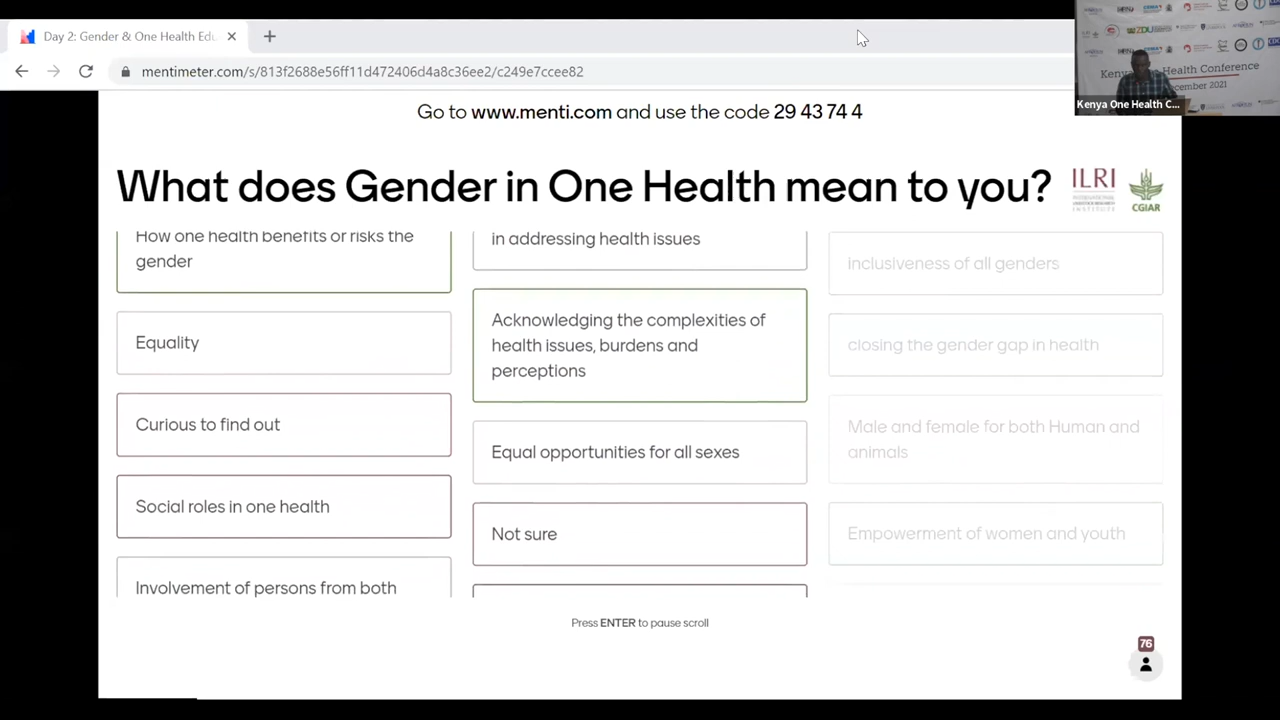 Day 2: Gender & One Health Edu
mentimeter.com/s/813f2688e56ff11d472406d4a8c36ee2/c249e7ccee82
Kenya One Health Conference
December 2021
Kenya One Health C...
Go to www.menti.com and use the code 29 43 74 4
What does Gender in One Health mean to you?
ILRI
CGIAR
How one health benefits or risks the
gender
Equality
Curious to find out
Social roles in one health
Involvement of persons from both
in addressing health issues
Acknowledging the complexities of
health issues, burdens and
perceptions
Equal opportunities for all sexes
Not sure
inclusiveness of all genders
closing the gender gap in health
Male and female for both Human and
animals
Empowerment of women and youth
Press ENTER to pause scroll
76